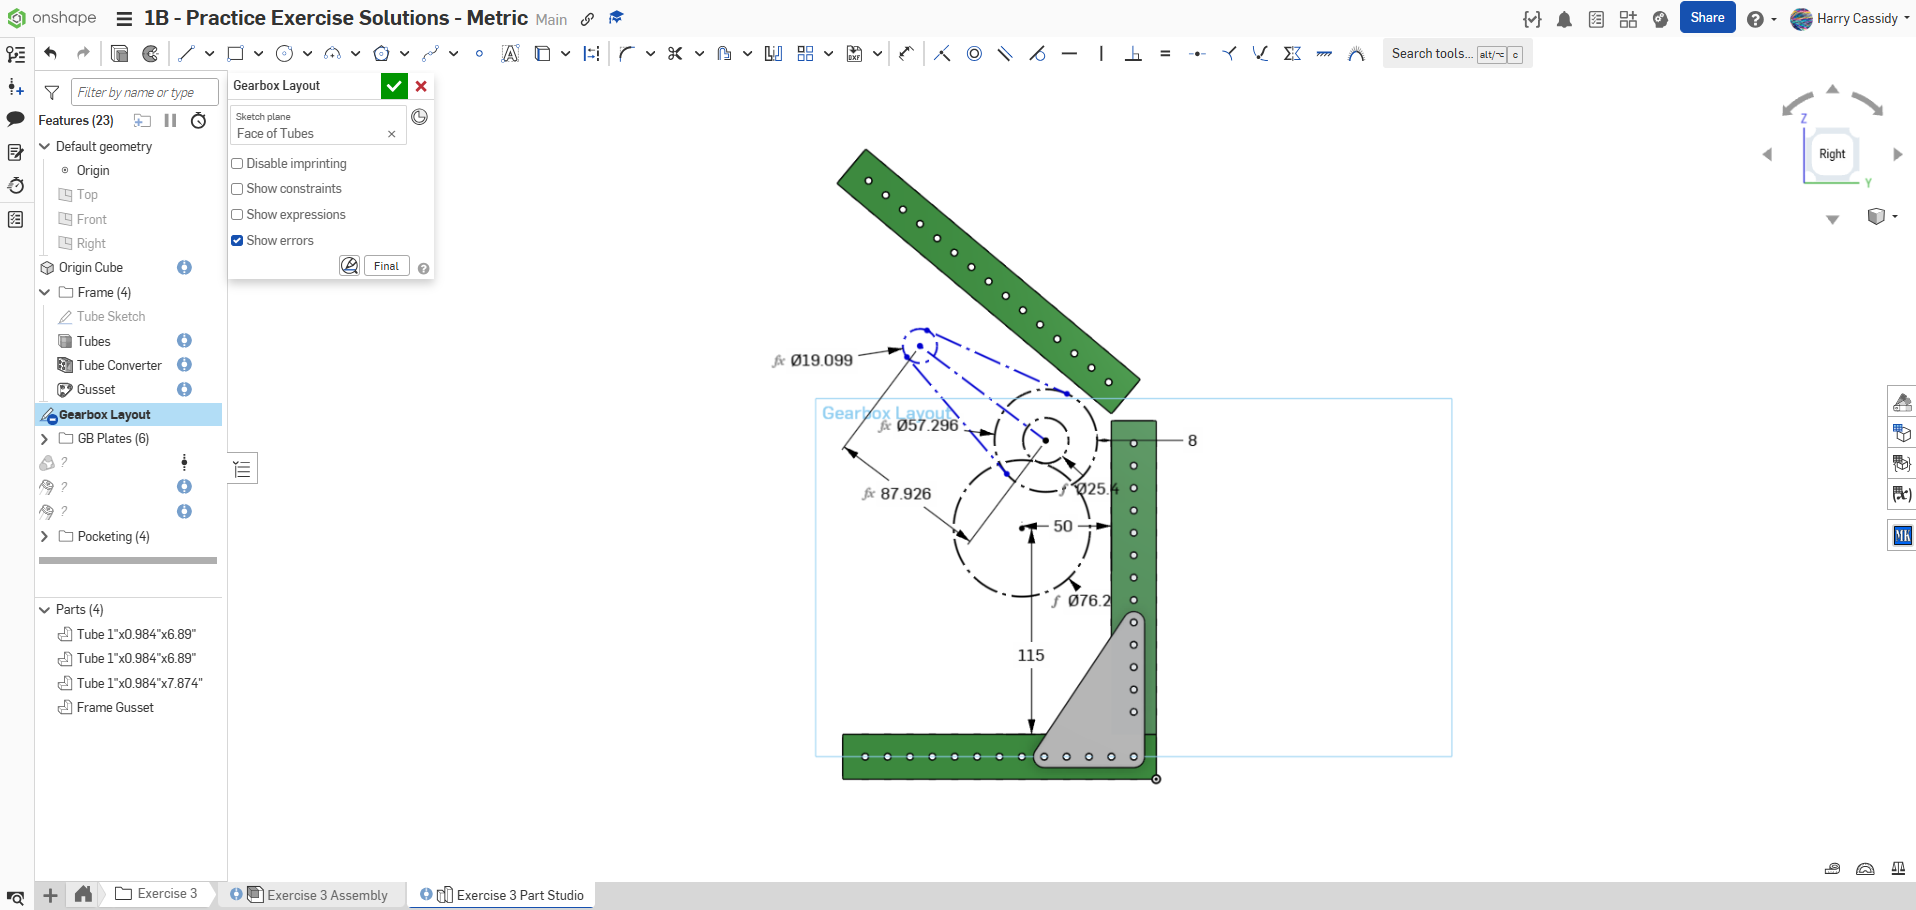 onshape
1B - Practice Exercise Solutions - Metric Main
Share
Harry Cassidy
Search tools... alt/⌥ c
Filter by name or type
Features (23)
Default geometry
Origin
Top
Front
Right
Origin Cube
Frame (4)
Tube Sketch
Tubes
Tube Converter
Gusset
Gearbox Layout
GB Plates (6)
?
?
?
Pocketing (4)
Parts (4)
Tube 1"x0.984"x6.89"
Tube 1"x0.984"x6.89"
Tube 1"x0.984"x7.874"
Frame Gusset
Gearbox Layout
Sketch plane
Face of Tubes
Disable imprinting
Show constraints
Show expressions
Show errors
Final
Z
Right
Y
fx Ø19.099
Gearbox Layout
fx Ø57.296
8
fx 87.926
f Ø25.4
50
f Ø76.2
115
MK
DXF
Exercise 3
Exercise 3 Assembly
Exercise 3 Part Studio